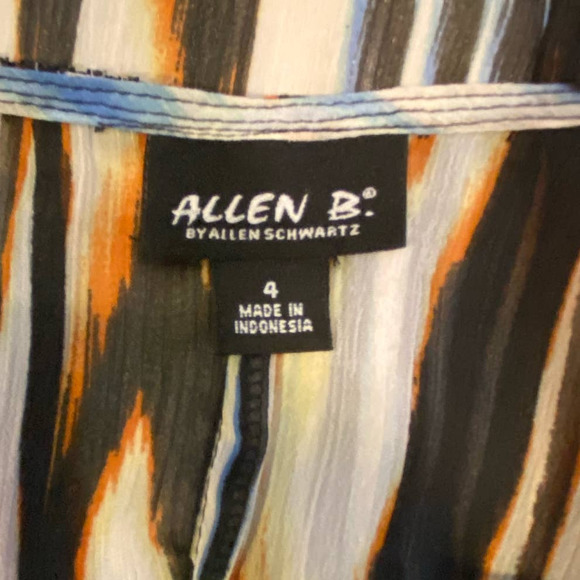 ALLEN B.®
BY ALLEN SCHWARTZ
4
MADE IN
INDONESIA